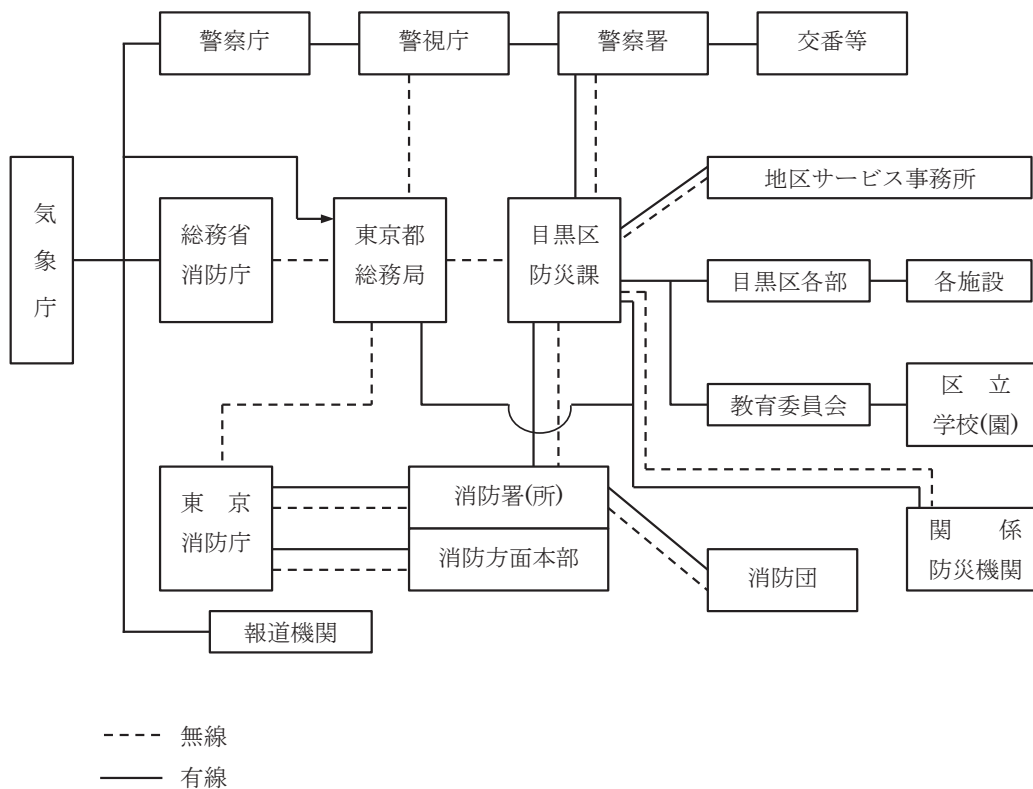 警察庁
警視庁
警察署
交番等
気
象
庁
地区サービス事務所
総務省
消防庁
東京都
総務局
目黒区
防災課
目黒区各部
各施設
教育委員会
区　立
学校(園)
東　京
消防庁
消防署(所)
消防方面本部
消防団
関　係
防災機関
報道機関
無線
有線